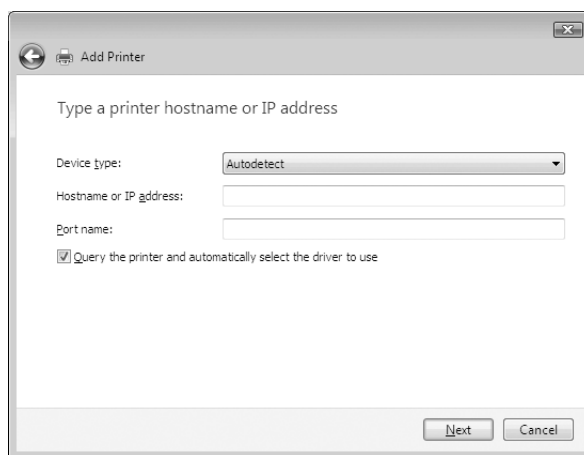 Add Printer
Type a printer hostname or IP address
Device type: Autodetect
Hostname or IP address:
Port name:
Query the printer and automatically select the driver to use
Next Cancel